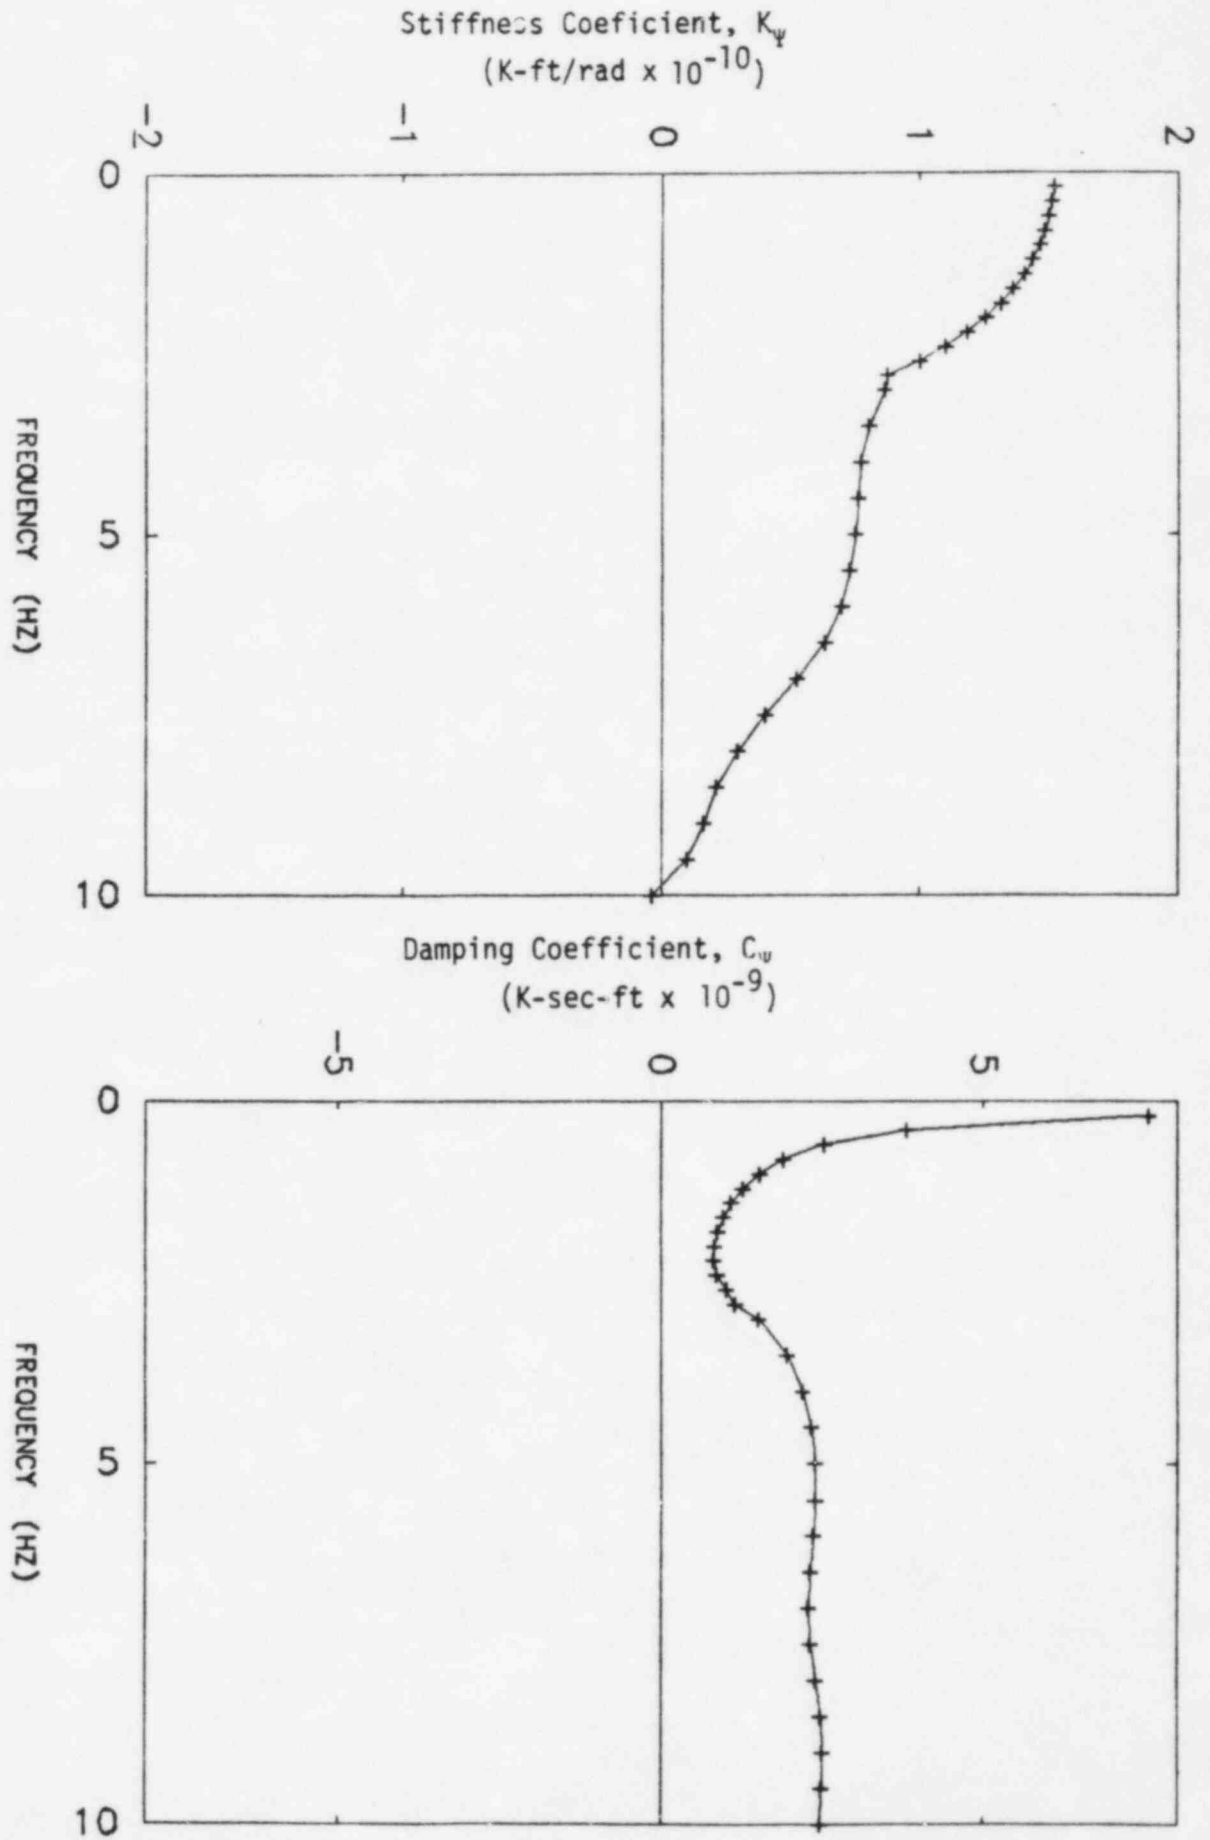 Stiffness Coeficient, Kψ
(K-ft/rad x 10⁻¹⁰)
-2 -1 0 1 2
0
5
10
FREQUENCY (HZ)
Damping Coefficient, Cψ
(K-sec-ft x 10⁻⁹)
-5 0 5
0
5
10
FREQUENCY (HZ)